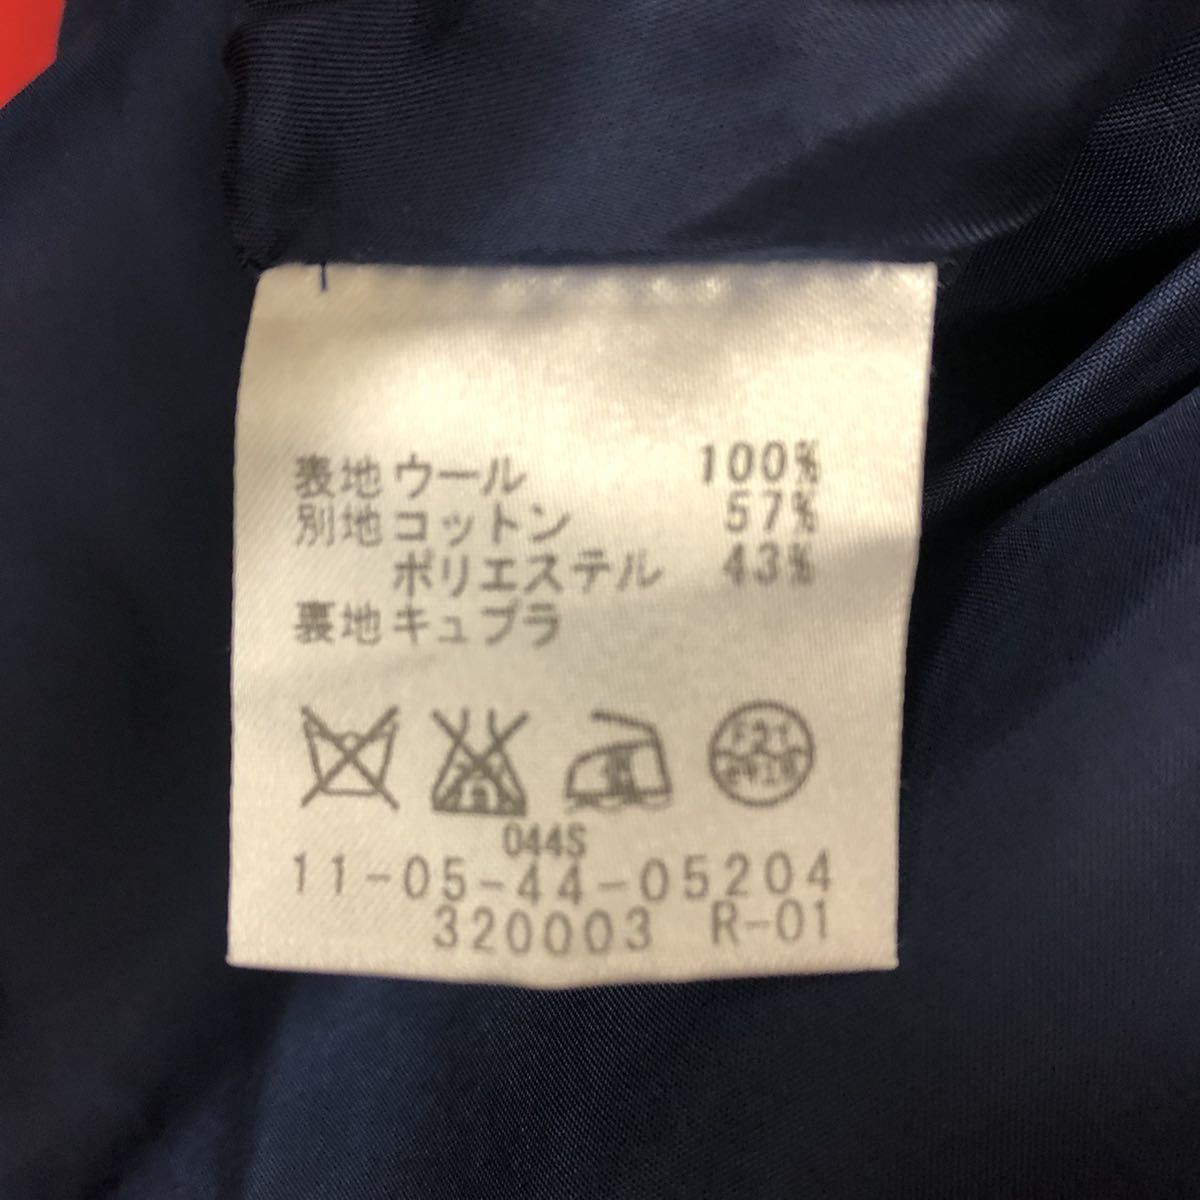 表地ウール 100%
別地コットン 57%
ポリエステル 43%
裏地キュプラ
044S
11-05-44-05204
320003 R-01